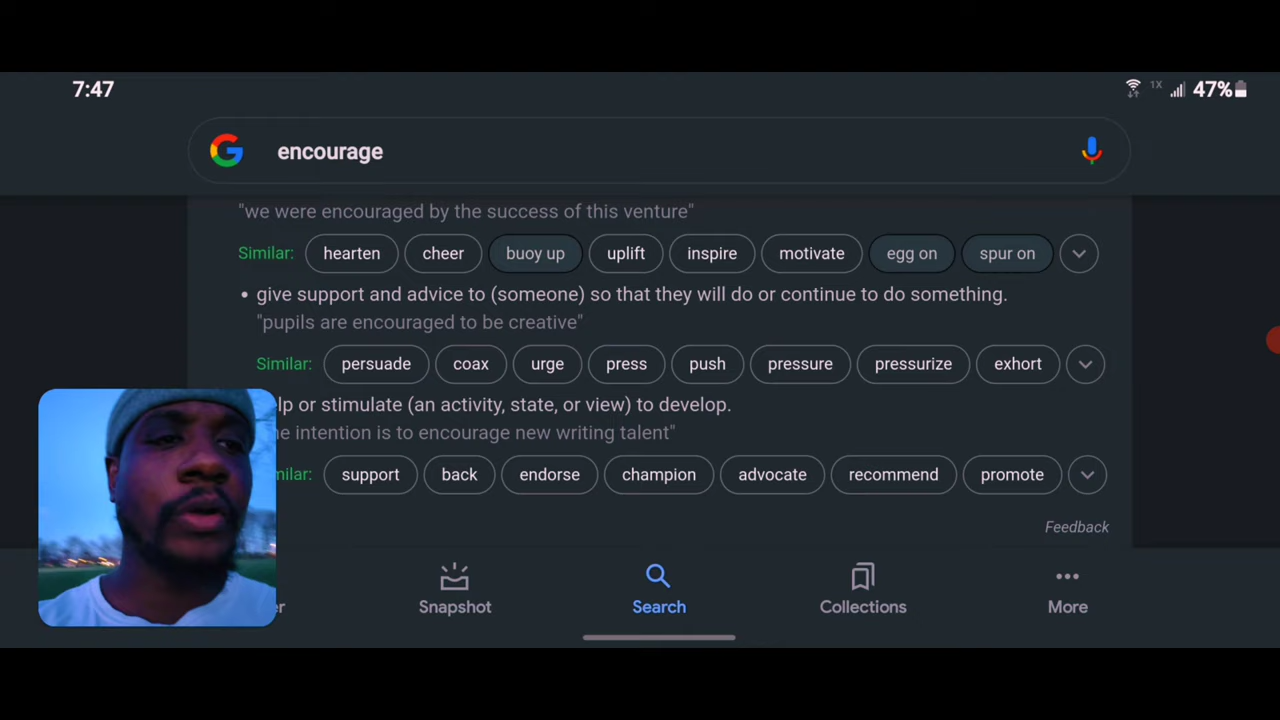 7:47
1X 47%
encourage
"we were encouraged by the success of this venture"
Similar: hearten cheer buoy up uplift inspire motivate egg on spur on
• give support and advice to (someone) so that they will do or continue to do something.
"pupils are encouraged to be creative"
Similar: persuade coax urge press push pressure pressurize exhort
lp or stimulate (an activity, state, or view) to develop.
e intention is to encourage new writing talent"
milar: support back endorse champion advocate recommend promote
Feedback
er Snapshot Search Collections More